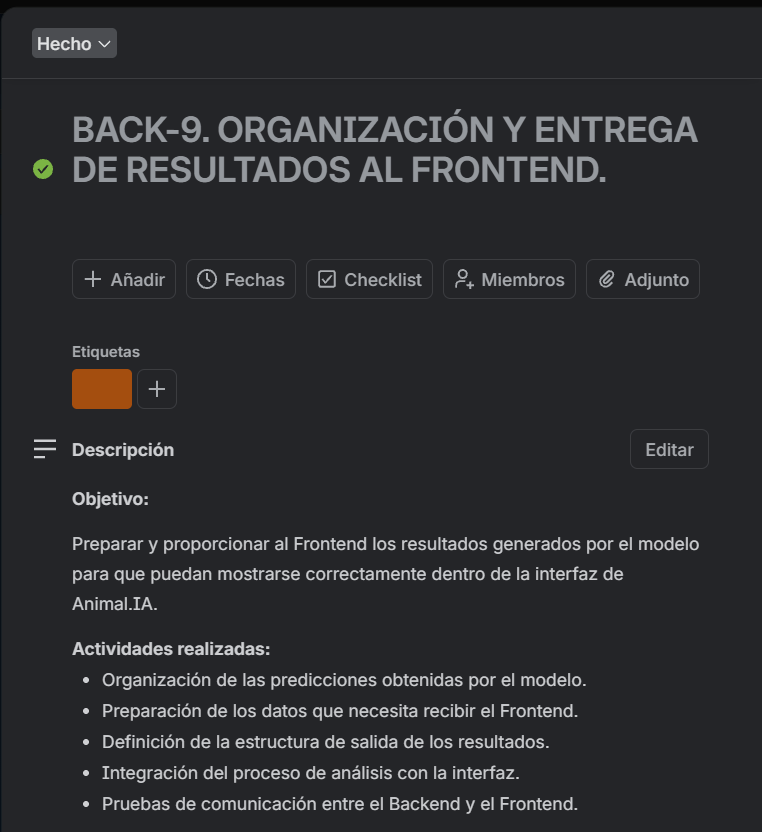 Hecho
BACK-9. ORGANIZACIÓN Y ENTREGA
DE RESULTADOS AL FRONTEND.
Añadir
Fechas
Checklist
Miembros
Adjunto
Etiquetas
Descripción
Editar
Objetivo:
Preparar y proporcionar al Frontend los resultados generados por el modelo
para que puedan mostrarse correctamente dentro de la interfaz de
Animal.IA.
Actividades realizadas:
• Organización de las predicciones obtenidas por el modelo.
• Preparación de los datos que necesita recibir el Frontend.
• Definición de la estructura de salida de los resultados.
• Integración del proceso de análisis con la interfaz.
• Pruebas de comunicación entre el Backend y el Frontend.